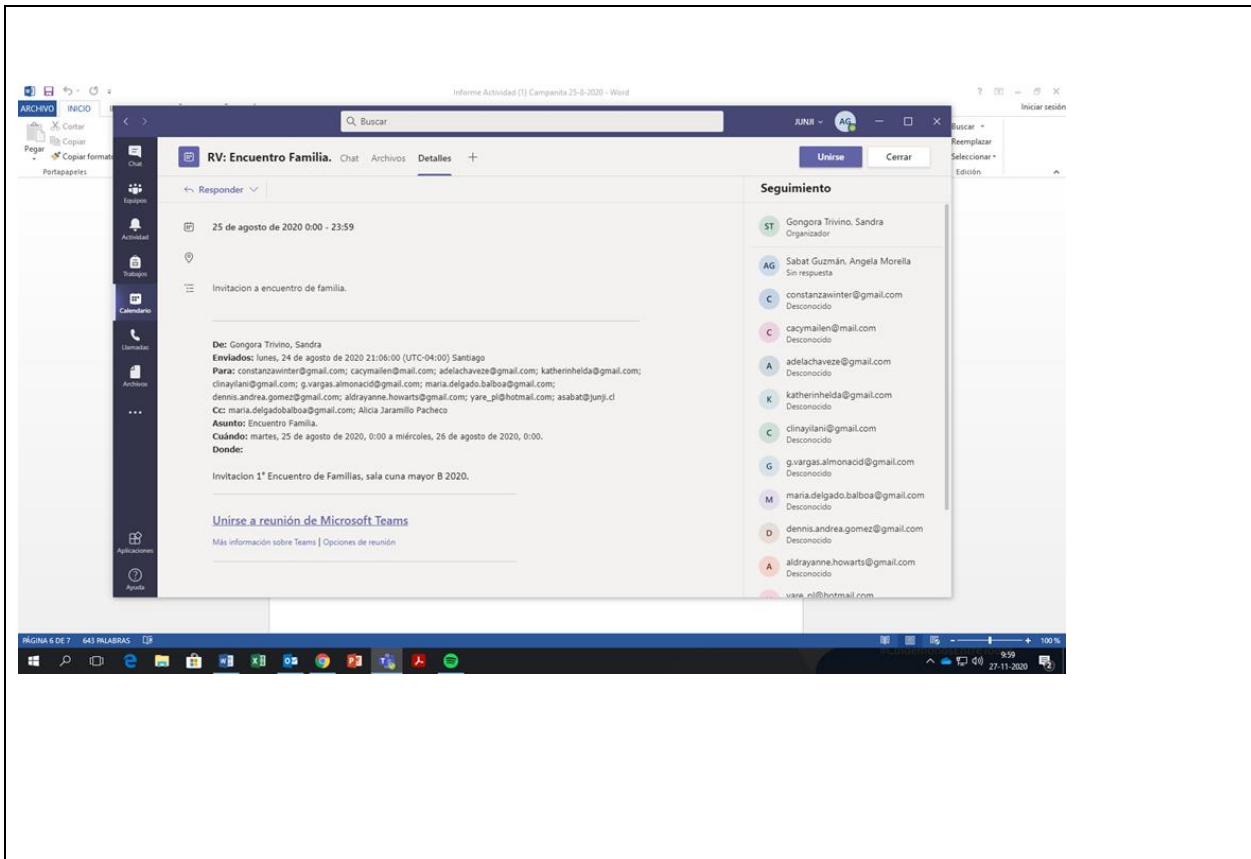 Informe Actividad (1) Campanita 25-8-2020 - Word
Iniciar sesión
ARCHIVO INICIO
Pegar
Cortar
Copiar
Copiar formato
Portapapeles
Buscar
Reemplazar
Seleccionar
Edición
Buscar
JUNJI
AG
Chat
Equipos
Actividad
Trabajos
Calendario
Llamadas
Archivos
Aplicaciones
Ayuda
RV: Encuentro Familia. Chat Archivos Detalles +
Unirse Cerrar
Responder
25 de agosto de 2020 0:00 - 23:59
Invitacion a encuentro de familia.
De: Gongora Trivino, Sandra
Enviados: lunes, 24 de agosto de 2020 21:06:00 (UTC-04:00) Santiago
Para: constanzawinter@gmail.com; cacymailen@mail.com; adelachaveze@gmail.com; katherinhelda@gmail.com;
clinayilani@gmail.com; g.vargas.almonacid@gmail.com; maria.delgado.balboa@gmail.com;
dennis.andrea.gomez@gmail.com; aldrayanne.howarts@gmail.com; yare_pl@hotmail.com; asabat@junji.cl
Cc: maria.delgadobalboa@gmail.com; Alicia Jaramillo Pacheco
Asunto: Encuentro Familia.
Cuándo: martes, 25 de agosto de 2020, 0:00 a miércoles, 26 de agosto de 2020, 0:00.
Donde:
Invitacion 1° Encuentro de Familias, sala cuna mayor B 2020.
Unirse a reunión de Microsoft Teams
Más información sobre Teams | Opciones de reunión
Seguimiento
ST Gongora Trivino, Sandra
Organizador
AG Sabat Guzmán, Angela Morella
Sin respuesta
C constanzawinter@gmail.com
Desconocido
C cacymailen@mail.com
Desconocido
A adelachaveze@gmail.com
Desconocido
K katherinhelda@gmail.com
Desconocido
C clinayilani@gmail.com
Desconocido
G g.vargas.almonacid@gmail.com
Desconocido
M maria.delgado.balboa@gmail.com
Desconocido
D dennis.andrea.gomez@gmail.com
Desconocido
A aldrayanne.howarts@gmail.com
Desconocido
yare_pl@hotmail.com
PÁGINA 6 DE 7 643 PALABRAS
100 %
9:59
27-11-2020